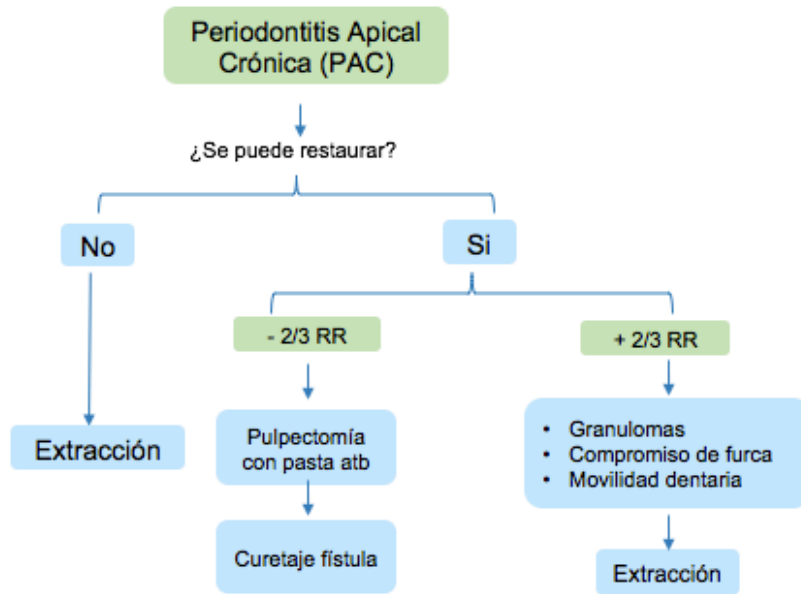 Periodontitis Apical
Crónica (PAC)
¿Se puede restaurar?
No
Si
- 2/3 RR
+ 2/3 RR
Extracción
Pulpectomía
con pasta atb
• Granulomas
• Compromiso de furca
• Movilidad dentaria
Curetaje fístula
Extracción